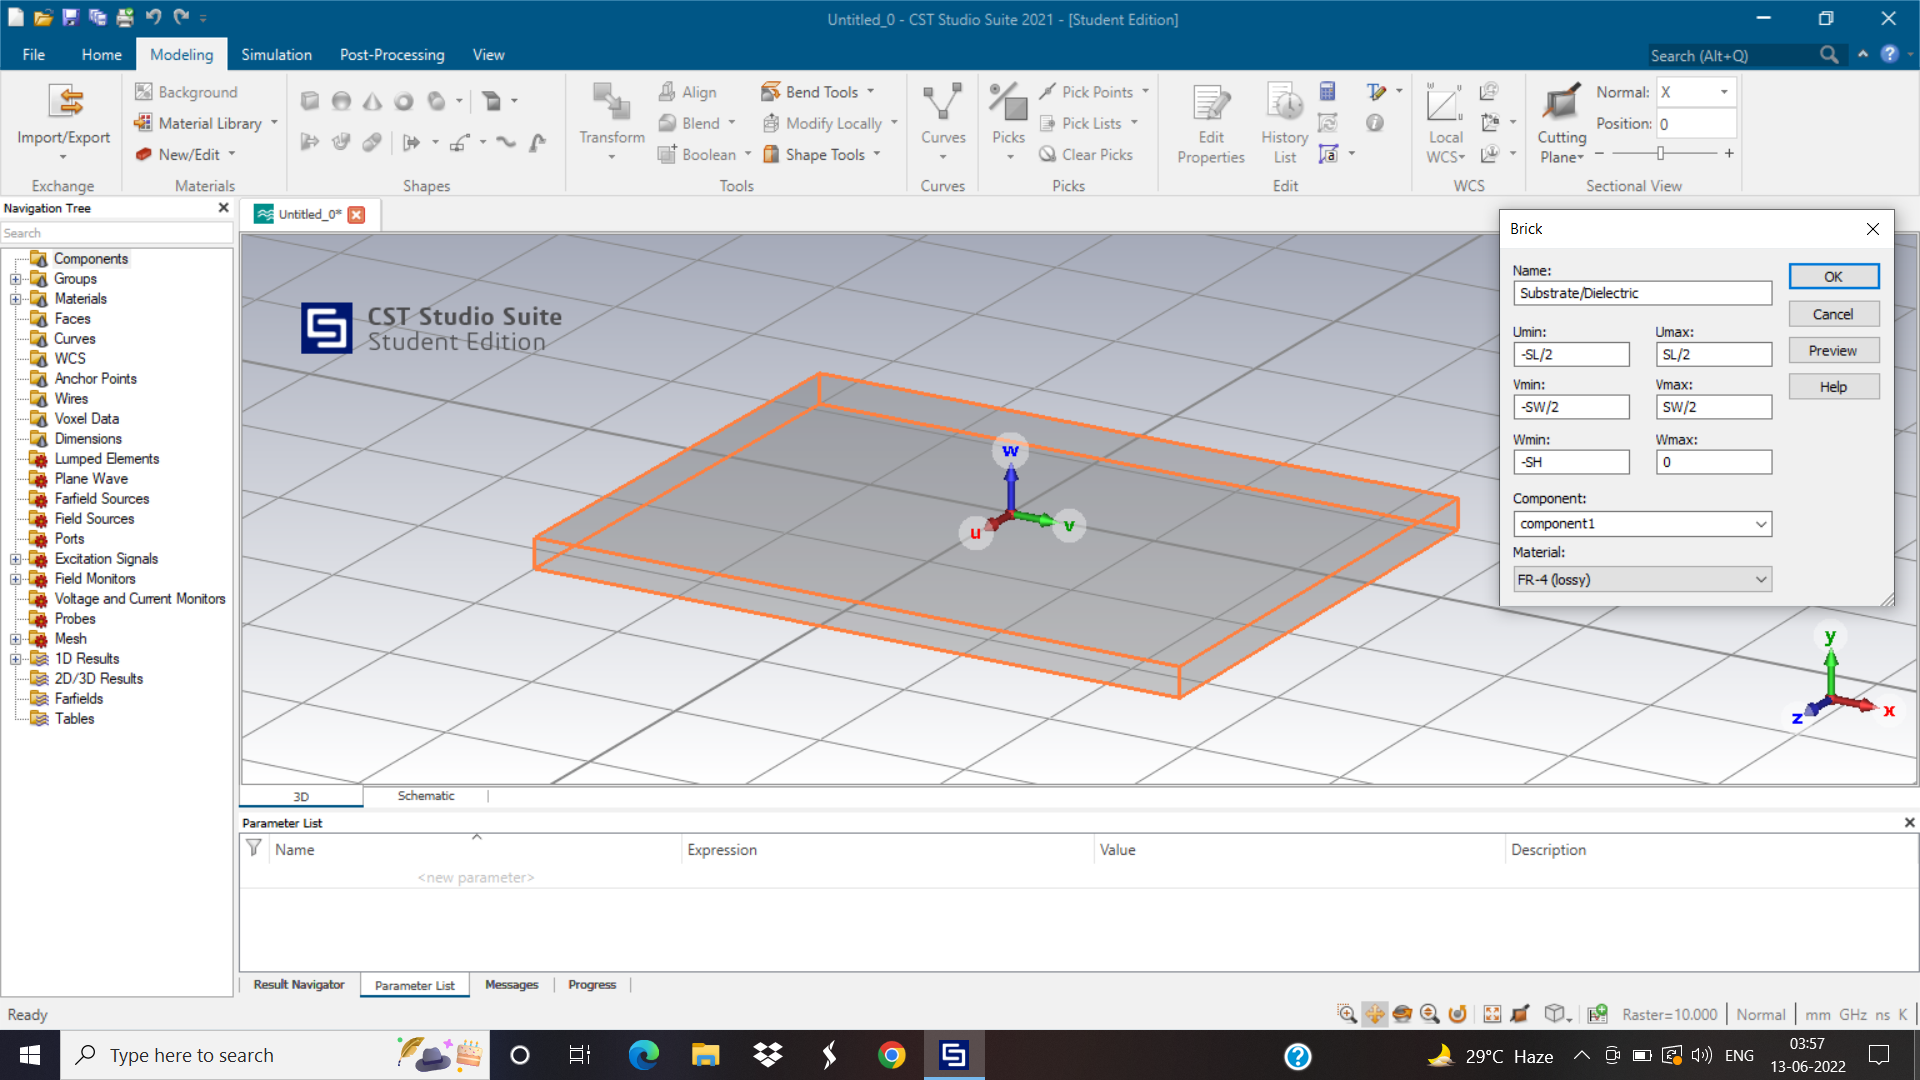 Untitled_0 - CST Studio Suite 2021 - [Student Edition]
File Home Modeling Simulation Post-Processing View
Search (Alt+Q)
Import/Export
Exchange
Background
Material Library
New/Edit
Materials
Shapes
Transform
Align
Blend
Boolean
Bend Tools
Modify Locally
Shape Tools
Tools
Curves
Curves
Picks
Pick Points
Pick Lists
Clear Picks
Picks
Edit
Properties
History
List
Edit
Local
WCS
WCS
Cutting
Plane
Normal: X
Position: 0
Sectional View
Navigation Tree
Search
Components
Groups
Materials
Faces
Curves
WCS
Anchor Points
Wires
Voxel Data
Dimensions
Lumped Elements
Plane Wave
Farfield Sources
Field Sources
Ports
Excitation Signals
Field Monitors
Voltage and Current Monitors
Probes
Mesh
1D Results
2D/3D Results
Farfields
Tables
Untitled_0*
CST Studio Suite
Student Edition
w
u
v
y
z
x
Brick
Name:
Substrate/Dielectric
OK
Cancel
Preview
Help
Umin: Umax:
-SL/2 SL/2
Vmin: Vmax:
-SW/2 SW/2
Wmin: Wmax:
-SH 0
Component:
component1
Material:
FR-4 (lossy)
3D Schematic
Parameter List
Name Expression Value Description
<new parameter>
Result Navigator Parameter List Messages Progress
Ready
Raster=10.000 Normal mm GHz ns K
Type here to search
29°C Haze
ENG
03:57
13-06-2022